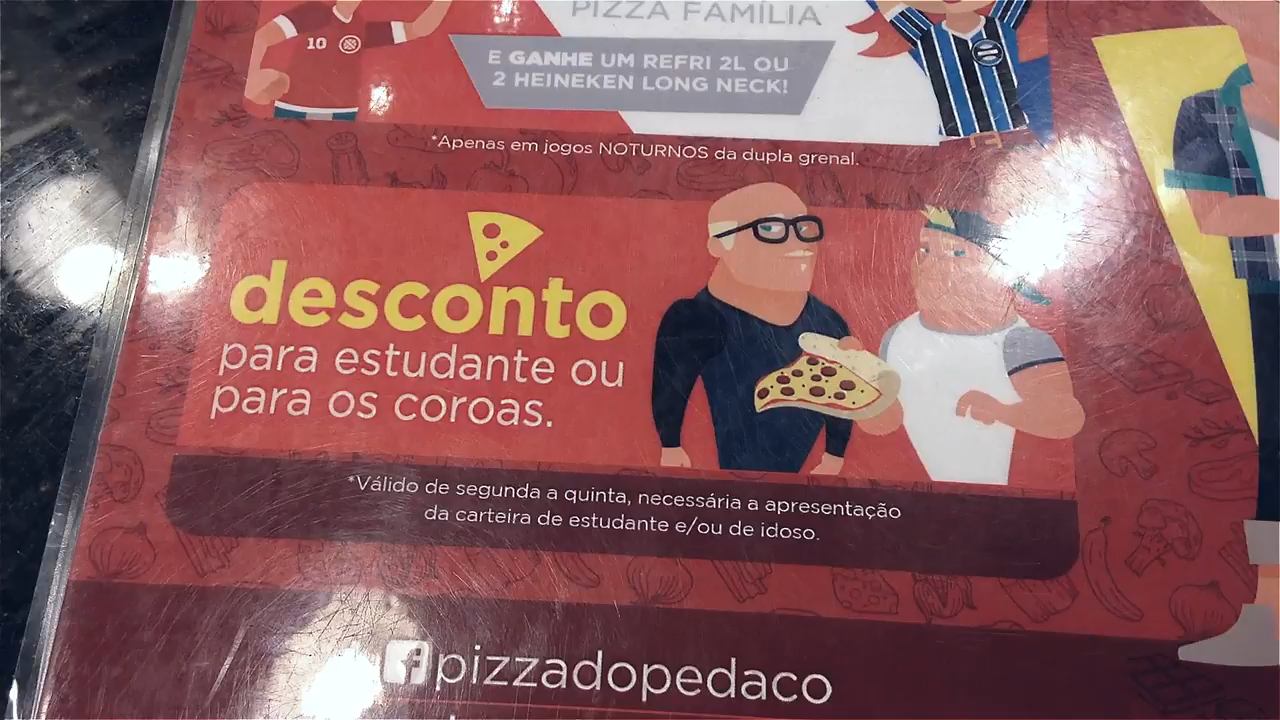 PIZZA FAMÍLIA
10
E GANHE UM REFRI 2L OU
2 HEINEKEN LONG NECK!
*Apenas em jogos NOTURNOS da dupla grenal.
desconto
para estudante ou
para os coroas.
*Válido de segunda a quinta, necessária a apresentação
da carteira de estudante e/ou de idoso.
pizzadopedaco